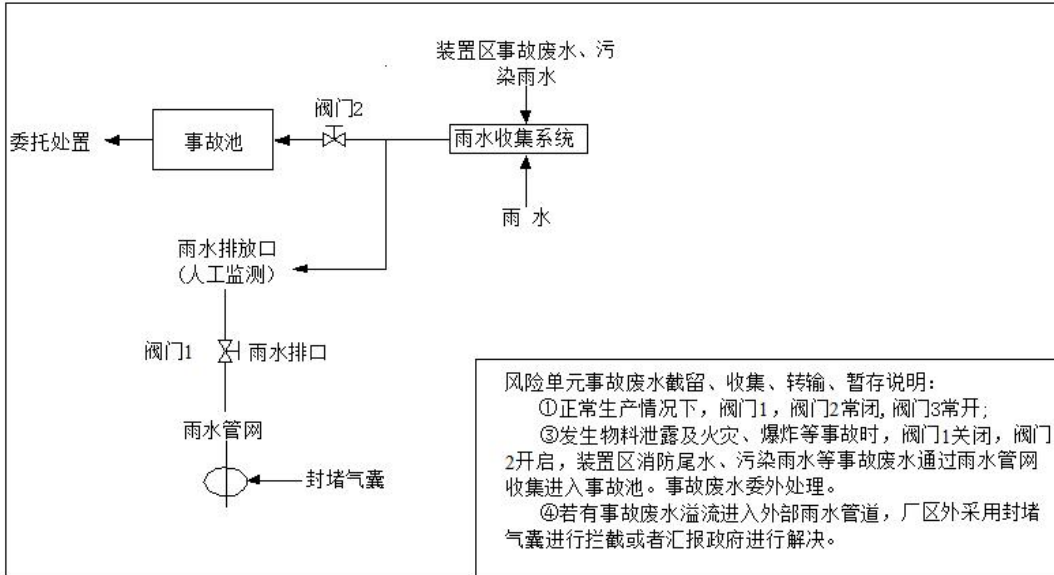 装置区事故废水、污
染雨水
阀门2
委托处置
事故池
雨水收集系统
雨 水
雨水排放口
(人工监测)
阀门1
雨水排口
雨水管网
封堵气囊
风险单元事故废水截留、收集、转输、暂存说明：
①正常生产情况下，阀门1，阀门2常闭, 阀门3常开;
③发生物料泄露及火灾、爆炸等事故时，阀门1关闭，阀门
2开启，装置区消防尾水、污染雨水等事故废水通过雨水管网
收集进入事故池。事故废水委外处理。
④若有事故废水溢流进入外部雨水管道，厂区外采用封堵
气囊进行拦截或者汇报政府进行解决。